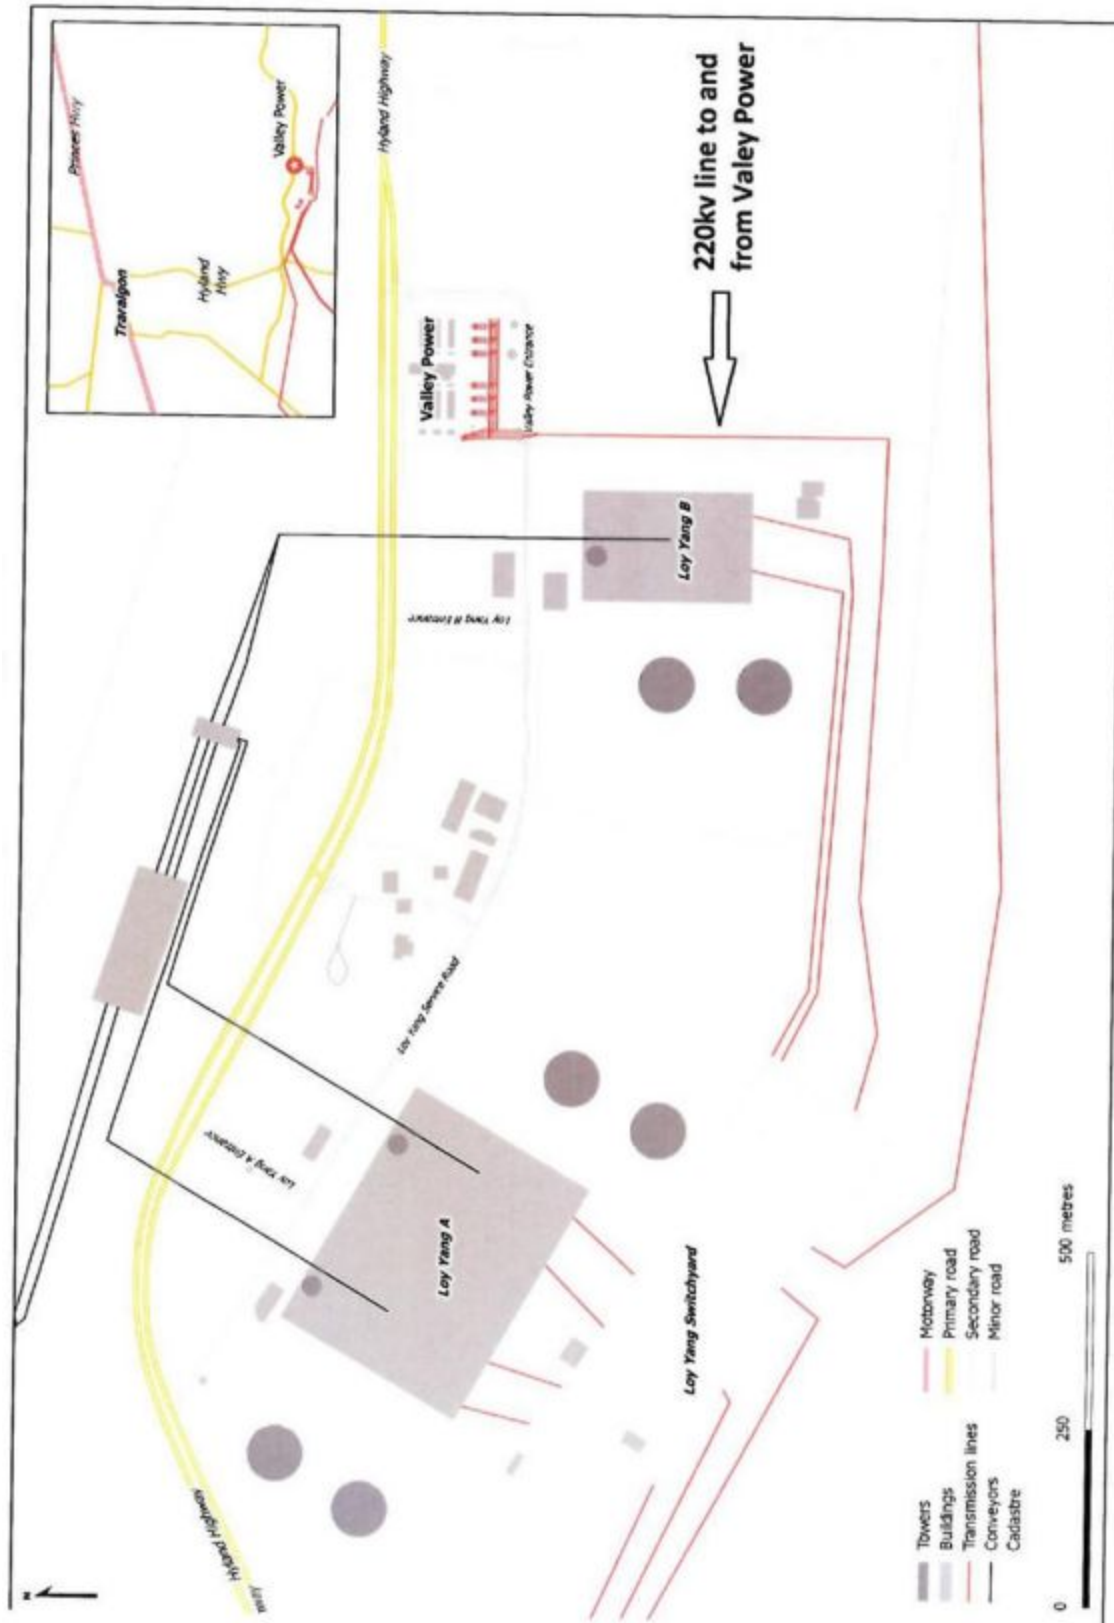 Princes Hwy
Traralgon
Hyland
Hwy
Valley Power
Hyland Highway
Valley Power
Valley Power Entrance
220kv line to and
from Valey Power
Loy Yang B Entrance
Loy Yang B
Loy Yang Service Road
Loy Yang A Entrance
Loy Yang A
Loy Yang Switchyard
Hyland Highway
N
Towers
Buildings
Transmission lines
Conveyors
Cadastre
Motorway
Primary road
Secondary road
Minor road
0
250
500 metres